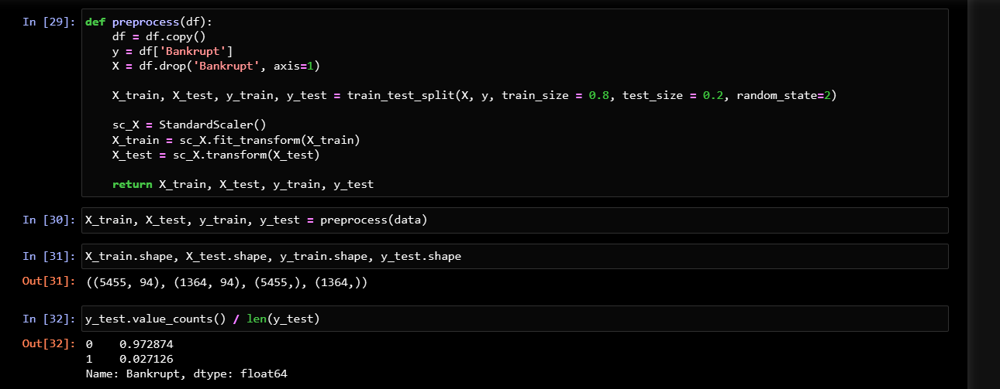 In [29]: def preprocess(df):
    df = df.copy()
    y = df['Bankrupt']
    X = df.drop('Bankrupt', axis=1)
    X_train, X_test, y_train, y_test = train_test_split(X, y, train_size = 0.8, test_size = 0.2, random_state=2)
    sc_X = StandardScaler()
    X_train = sc_X.fit_transform(X_train)
    X_test = sc_X.transform(X_test)
    return X_train, X_test, y_train, y_test
In [30]: X_train, X_test, y_train, y_test = preprocess(data)
In [31]: X_train.shape, X_test.shape, y_train.shape, y_test.shape
Out[31]: ((5455, 94), (1364, 94), (5455,), (1364,))
In [32]: y_test.value_counts() / len(y_test)
Out[32]: 0    0.972874
1    0.027126
Name: Bankrupt, dtype: float64